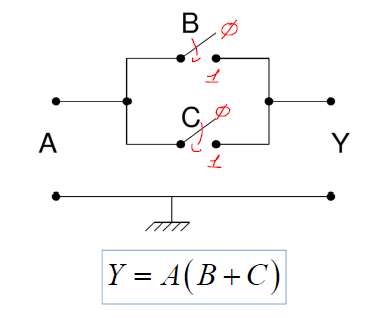 B ∅
1
C ∅
1
A Y
Y = A(B + C)